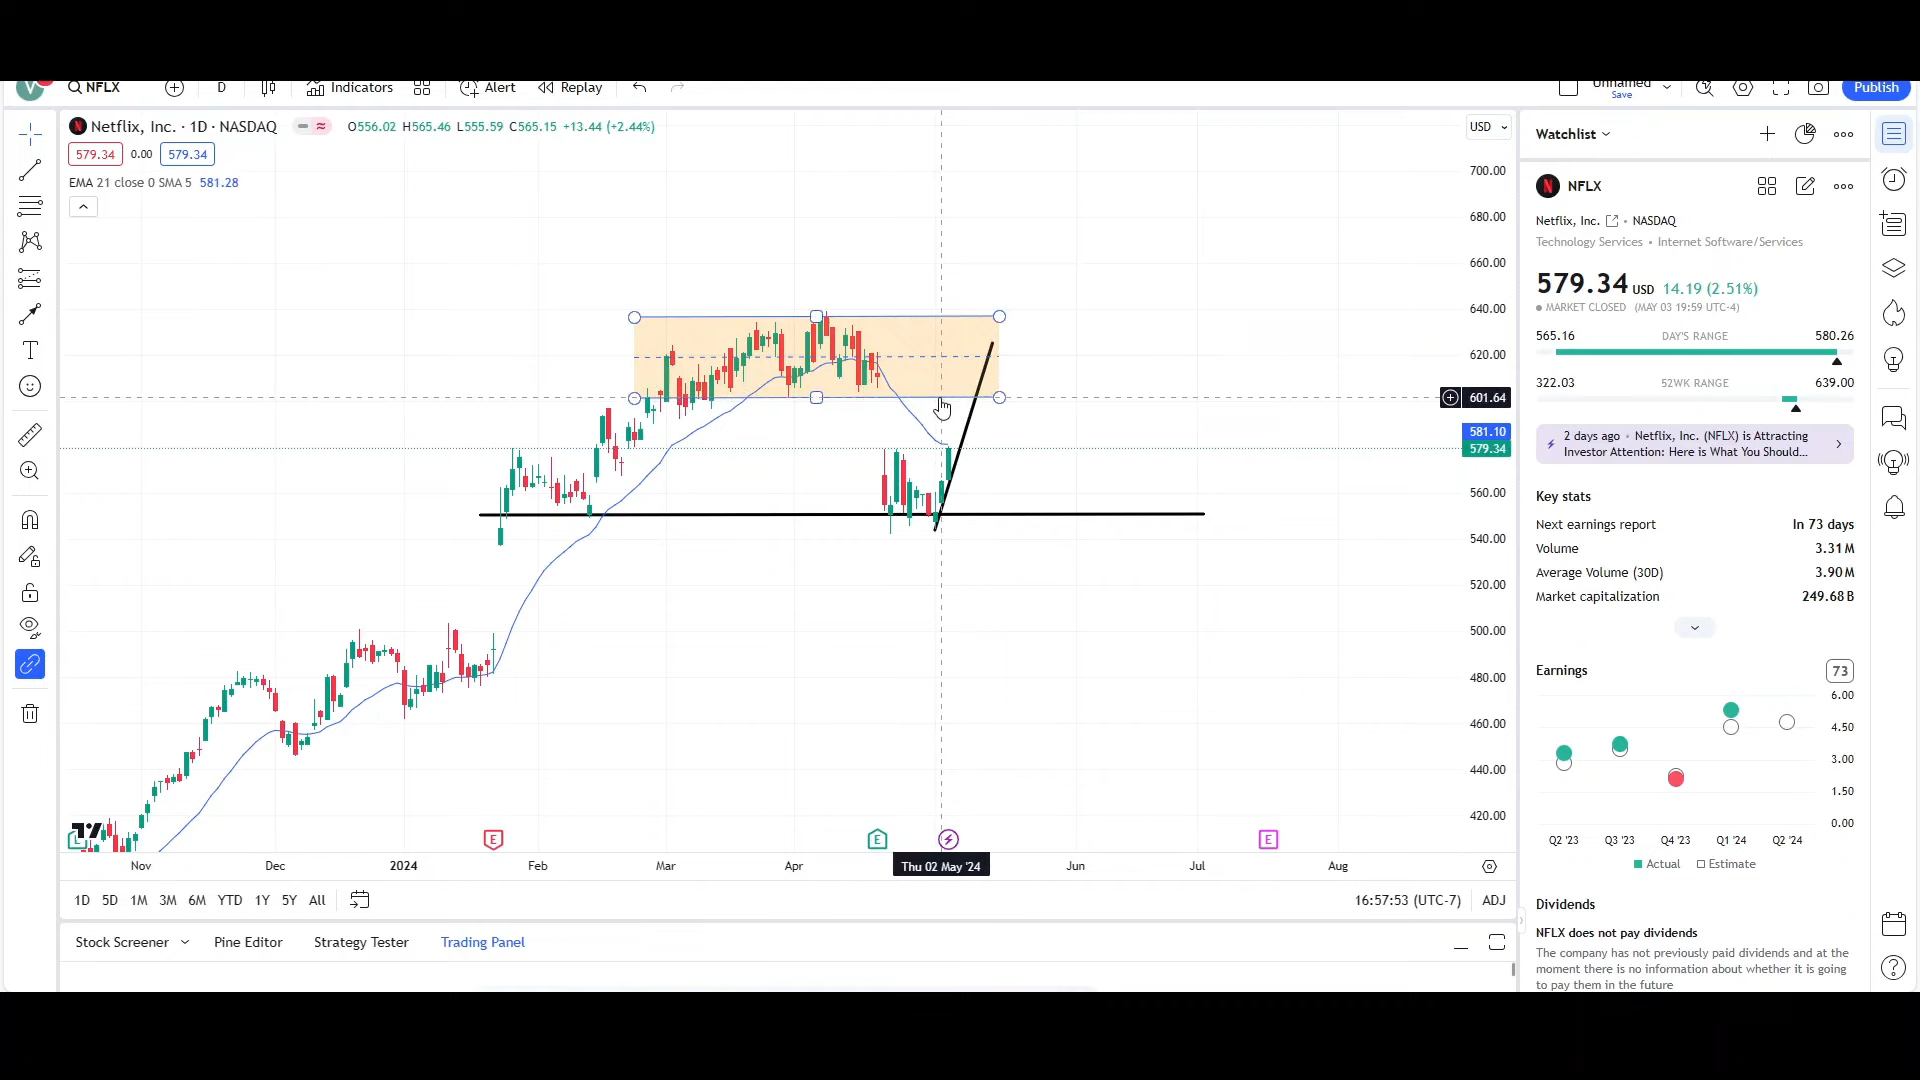 V
NFLX
D
Indicators
Alert
Replay
Unnamed
Save
Publish
Netflix, Inc. · 1D · NASDAQ
O556.02 H565.46 L555.59 C565.15 +13.44 (+2.44%)
579.34 0.00 579.34
EMA 21 close 0 SMA 5 581.28
USD
700.00
680.00
660.00
640.00
620.00
601.64
581.10
579.34
560.00
540.00
520.00
500.00
480.00
460.00
440.00
420.00
E
E
E
Nov Dec 2024 Feb Mar Apr Thu 02 May '24 Jun Jul Aug
1D 5D 1M 3M 6M YTD 1Y 5Y All
16:57:53 (UTC-7) ADJ
Stock Screener Pine Editor Strategy Tester Trading Panel
Watchlist
NFLX
Netflix, Inc. • NASDAQ
Technology Services • Internet Software/Services
579.34 USD 14.19 (2.51%)
MARKET CLOSED (MAY 03 19:59 UTC-4)
565.16 DAY'S RANGE 580.26
322.03 52WK RANGE 639.00
2 days ago • Netflix, Inc. (NFLX) is Attracting
Investor Attention: Here is What You Should...
Key stats
Next earnings report In 73 days
Volume 3.31M
Average Volume (30D) 3.90M
Market capitalization 249.68B
Earnings 73
6.00
4.50
3.00
1.50
0.00
Q2 '23 Q3 '23 Q4 '23 Q1 '24 Q2 '24
Actual Estimate
Dividends
NFLX does not pay dividends
The company has not previously paid dividends and at the
moment there is no information about whether it is going
to pay them in the future